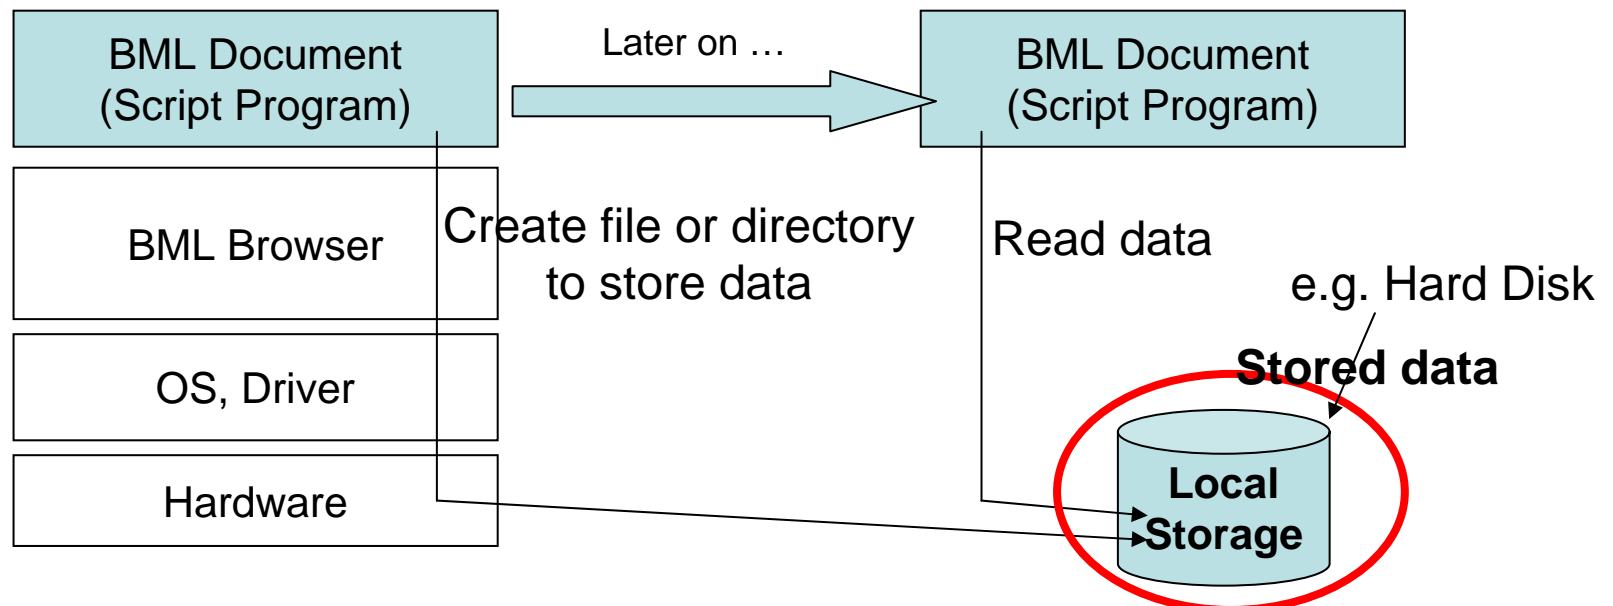 BML Document
(Script Program)
Later on …
BML Document
(Script Program)
BML Browser
Create file or directory
to store data
Read data
e.g. Hard Disk
Stored data
OS, Driver
Hardware
Local
Storage